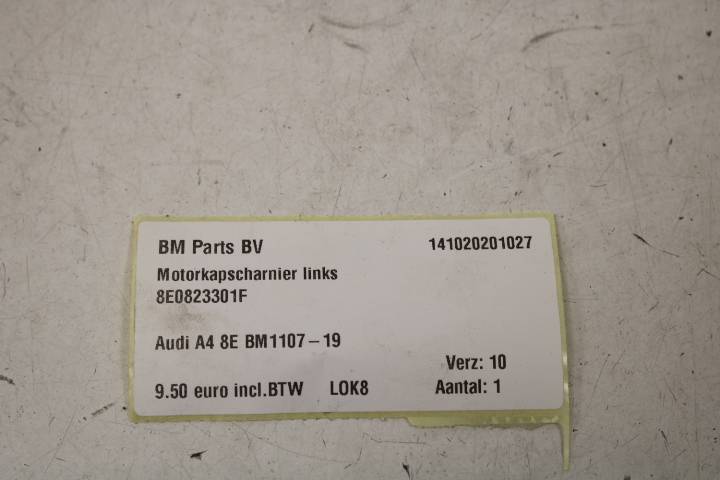 BM Parts BV 141020201027
Motorkapscharnier links
8E0823301F
Audi A4 8E BM1107-19
Verz: 10
9.50 euro incl.BTW LOK8 Aantal: 1